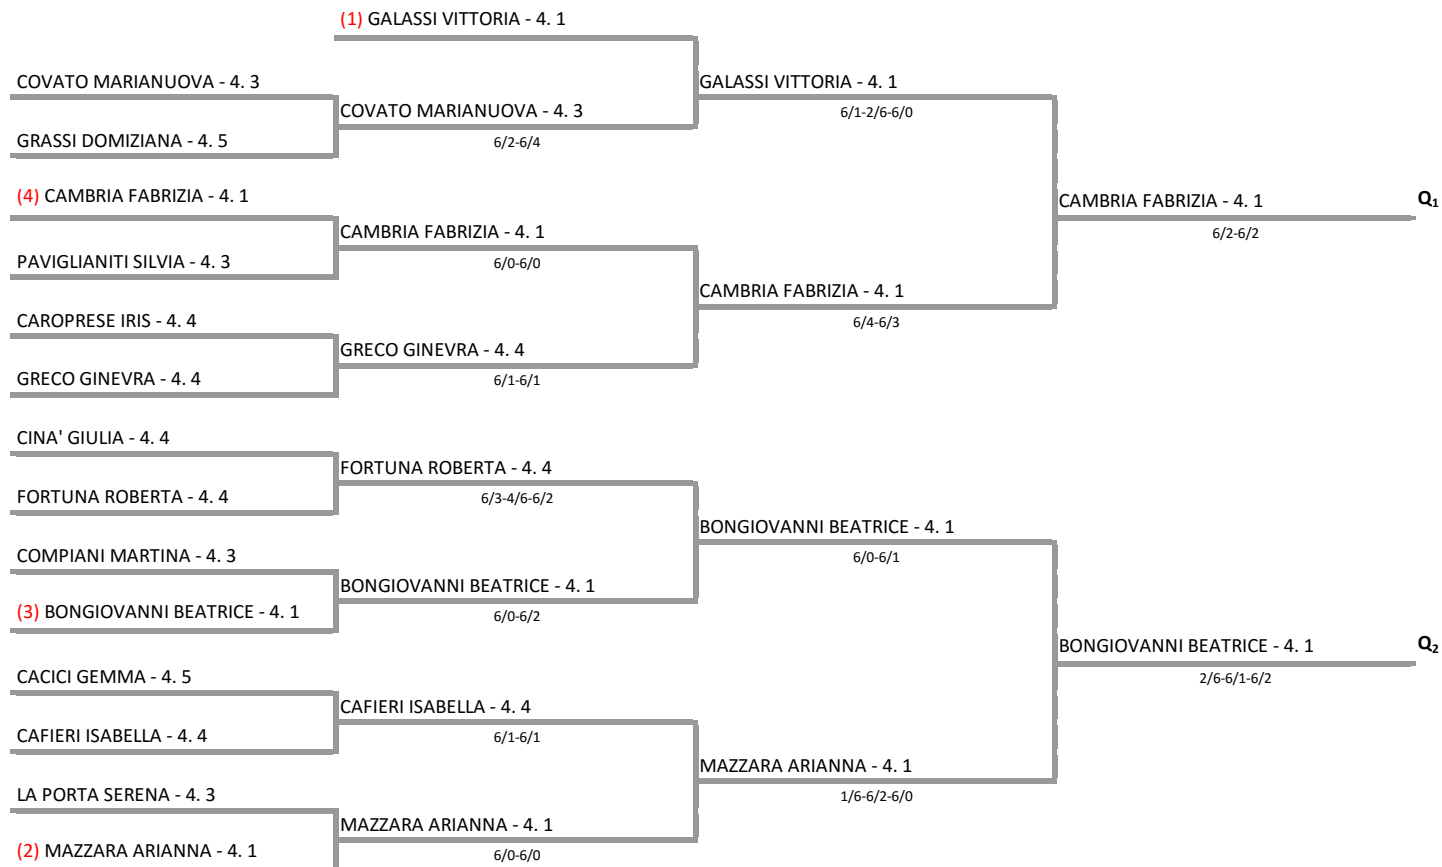 (1) GALASSI VITTORIA - 4. 1
COVATO MARIANUOVA - 4. 3
GALASSI VITTORIA - 4. 1
COVATO MARIANUOVA - 4. 3
6/1-2/6-6/0
GRASSI DOMIZIANA - 4. 5
6/2-6/4
(4) CAMBRIA FABRIZIA - 4. 1
CAMBRIA FABRIZIA - 4. 1
Q1
CAMBRIA FABRIZIA - 4. 1
6/2-6/2
PAVIGLIANITI SILVIA - 4. 3
6/0-6/0
CAMBRIA FABRIZIA - 4. 1
CAROPRESE IRIS - 4. 4
6/4-6/3
GRECO GINEVRA - 4. 4
GRECO GINEVRA - 4. 4
6/1-6/1
CINA' GIULIA - 4. 4
FORTUNA ROBERTA - 4. 4
FORTUNA ROBERTA - 4. 4
6/3-4/6-6/2
BONGIOVANNI BEATRICE - 4. 1
COMPIANI MARTINA - 4. 3
6/0-6/1
BONGIOVANNI BEATRICE - 4. 1
(3) BONGIOVANNI BEATRICE - 4. 1
6/0-6/2
BONGIOVANNI BEATRICE - 4. 1
Q2
CACICI GEMMA - 4. 5
2/6-6/1-6/2
CAFIERI ISABELLA - 4. 4
CAFIERI ISABELLA - 4. 4
6/1-6/1
MAZZARA ARIANNA - 4. 1
LA PORTA SERENA - 4. 3
1/6-6/2-6/0
MAZZARA ARIANNA - 4. 1
(2) MAZZARA ARIANNA - 4. 1
6/0-6/0